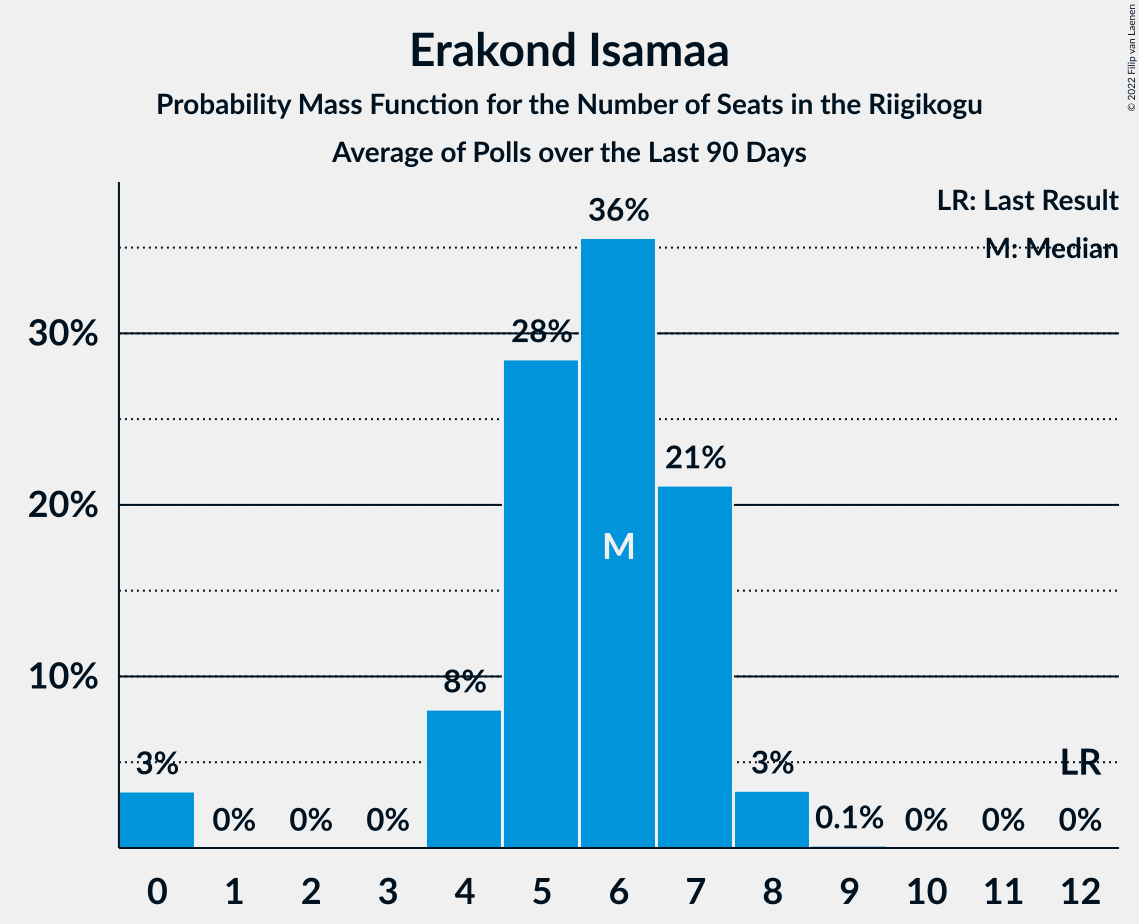 Erakond Isamaa
Probability Mass Function for the Number of Seats in the Riigikogu
Average of Polls over the Last 90 Days
© 2022 Filip van Laenen
LR: Last Result
M: Median
36%
30%
28%
21%
20%
M
10%
8%
3%
0%
0%
0%
3%
0.1%
0%
0%
LR
0%
0 1 2 3 4 5 6 7 8 9 10 11 12